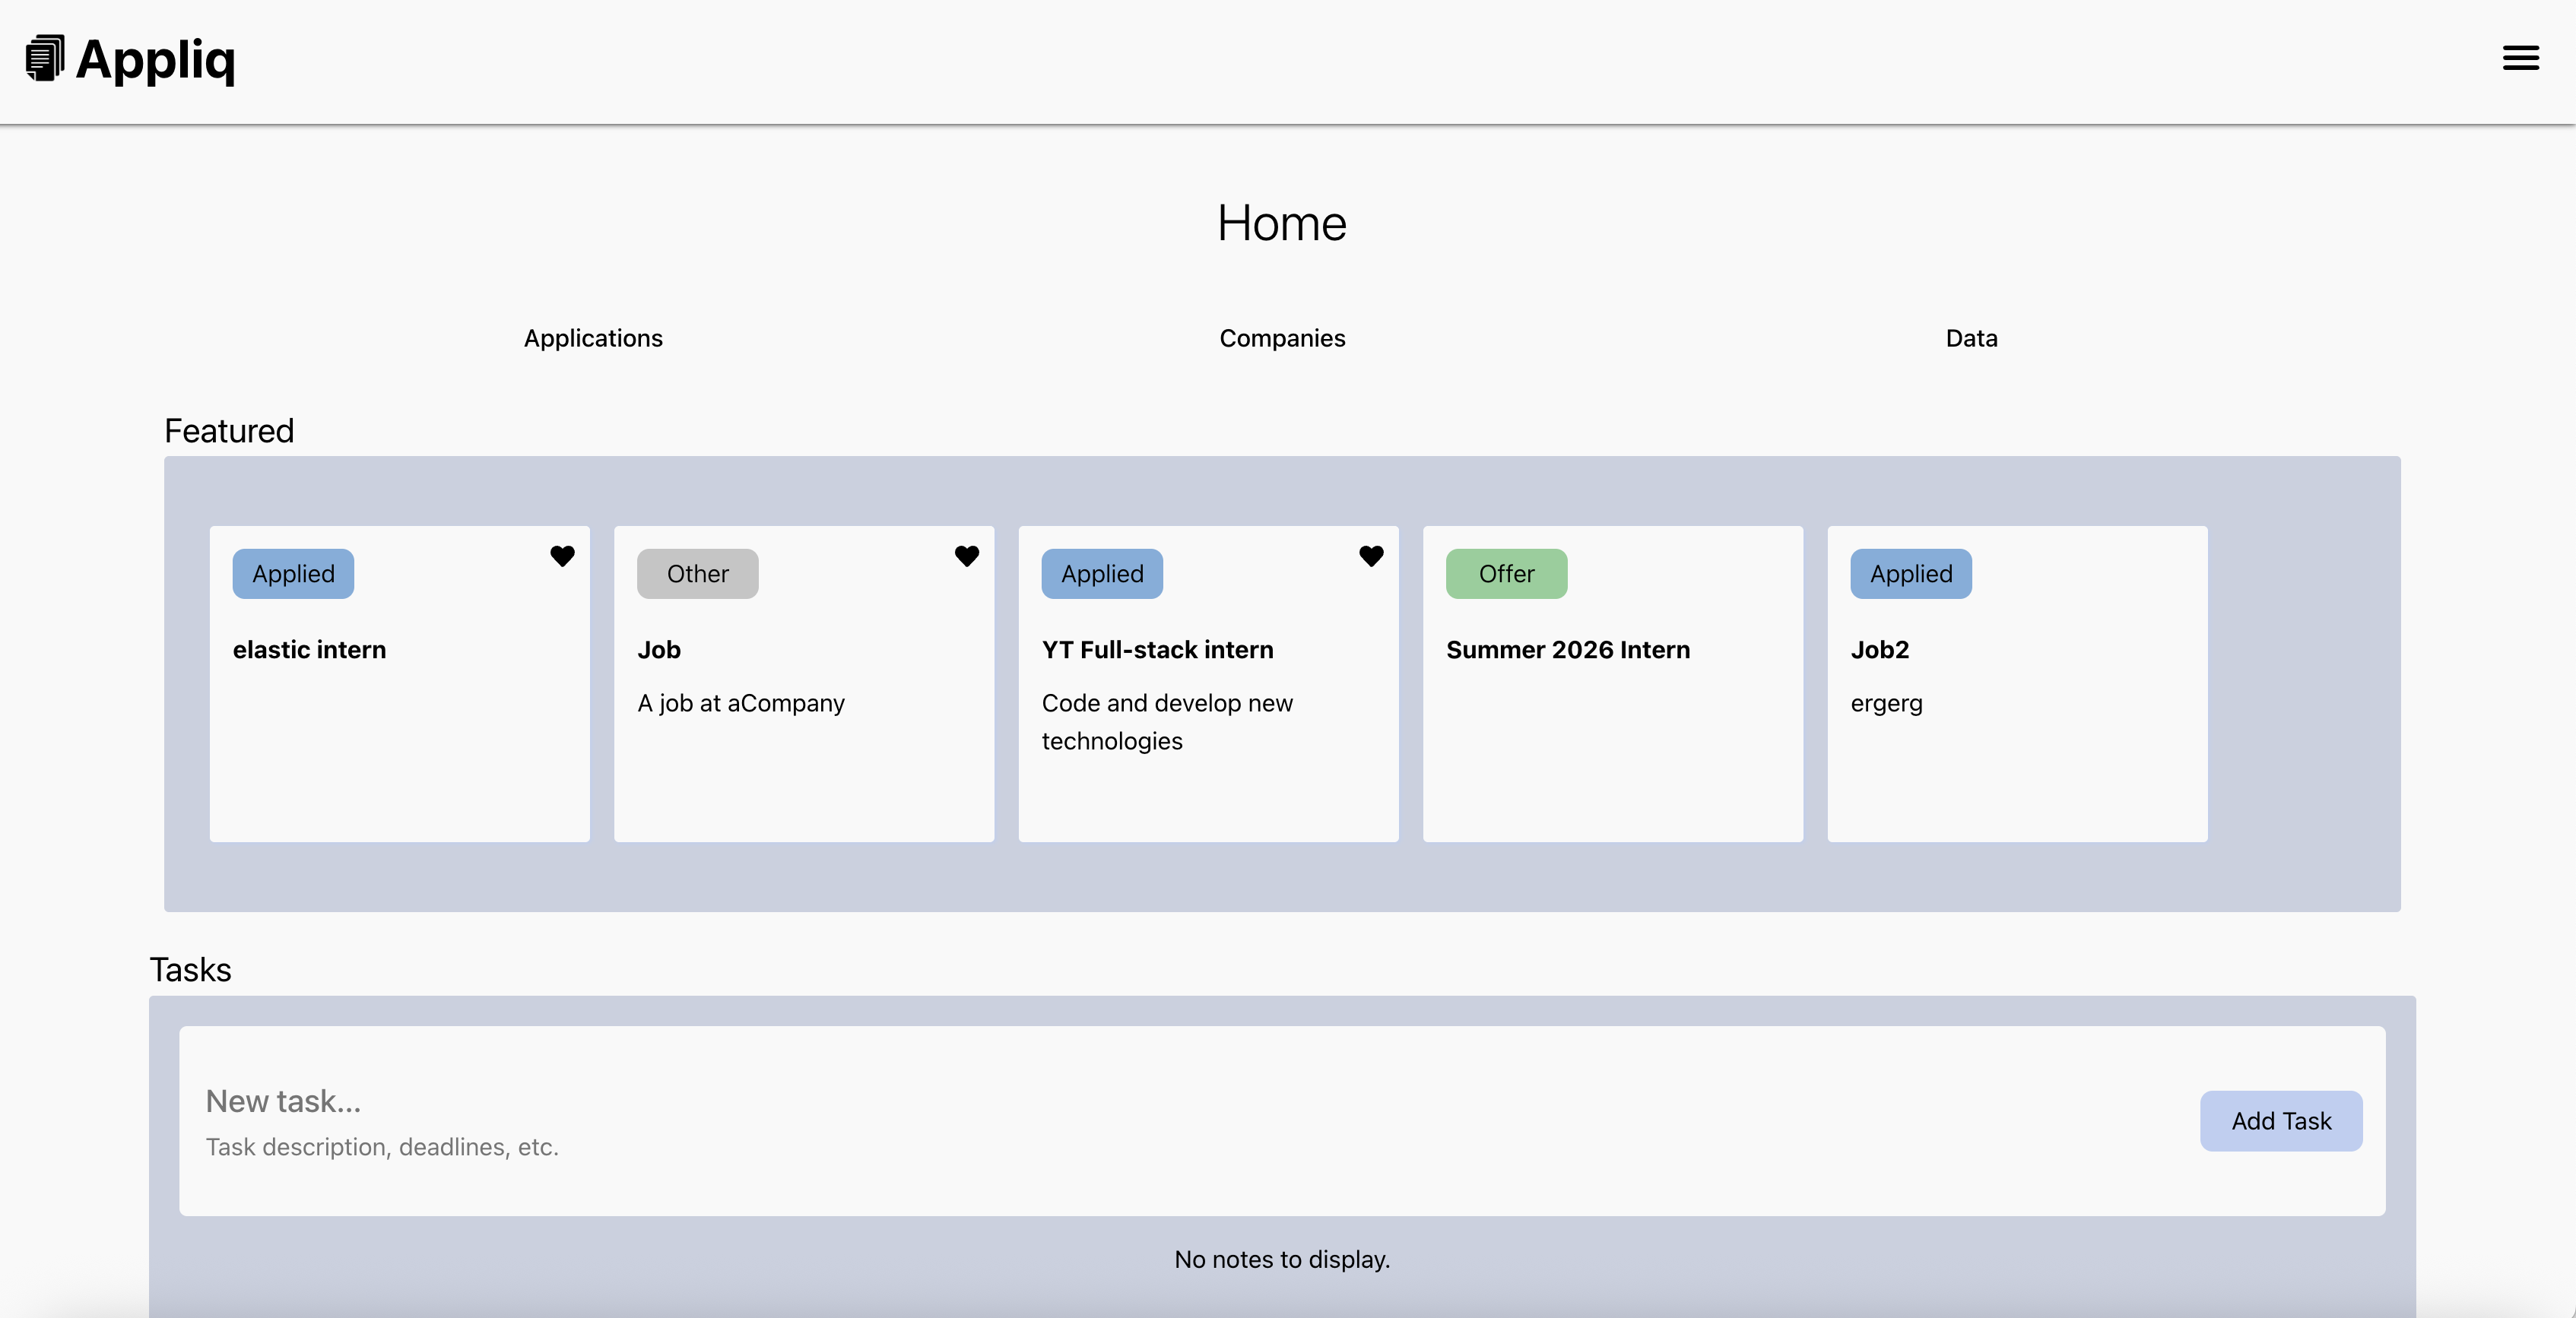 Appliq
Home
Applications
Companies
Data
Featured
Applied
elastic intern
Other
Job
A job at aCompany
Applied
YT Full-stack intern
Code and develop new
technologies
Offer
Summer 2026 Intern
Applied
Job2
ergerg
Tasks
New task...
Task description, deadlines, etc.
Add Task
No notes to display.